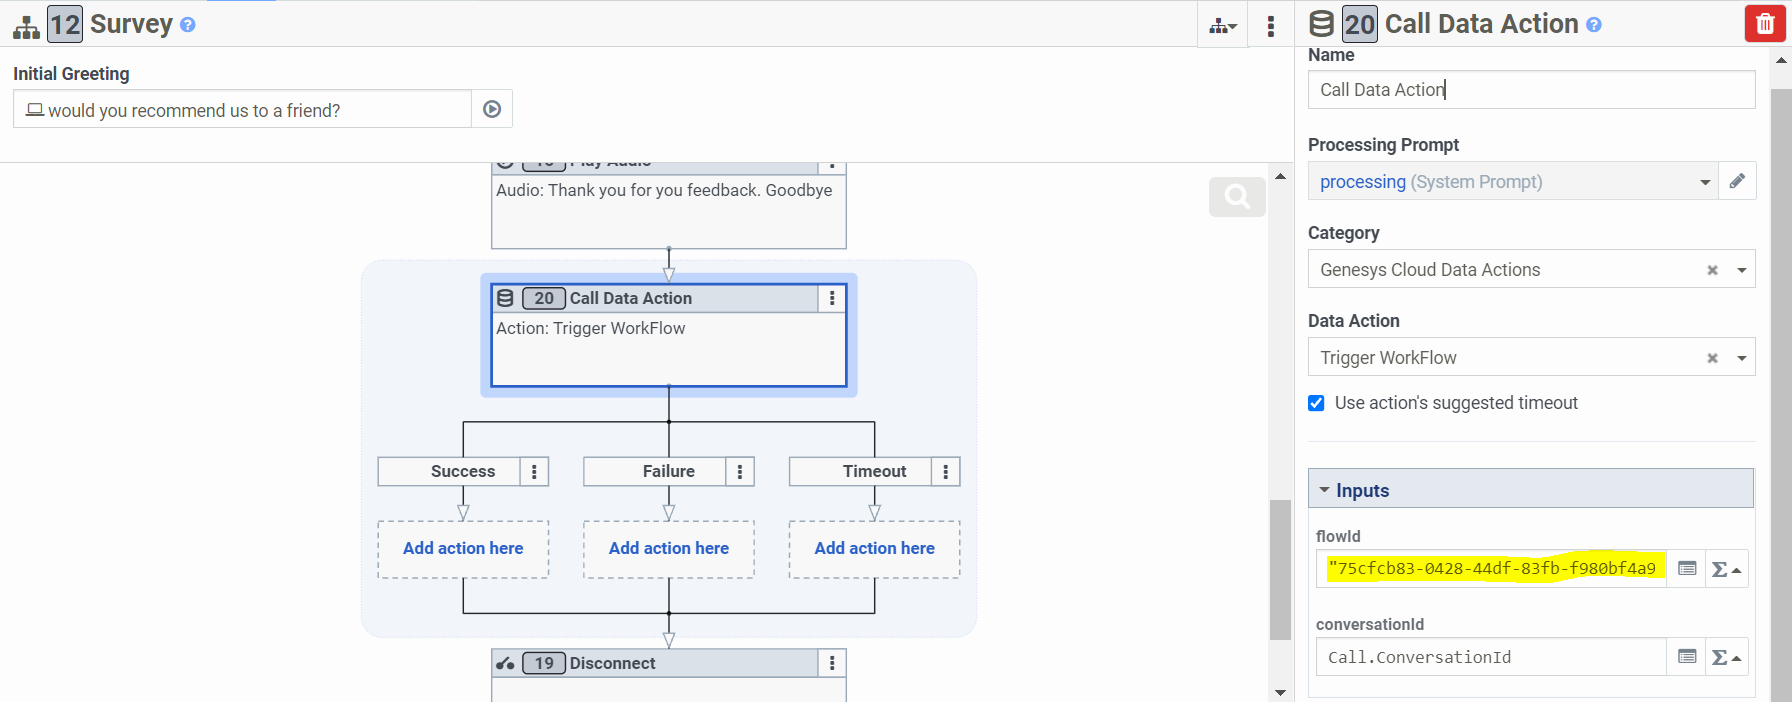 12 Survey
Initial Greeting
would you recommend us to a friend?
Play Audio
Audio: Thank you for you feedback. Goodbye
20 Call Data Action
Action: Trigger WorkFlow
Success
Failure
Timeout
Add action here
Add action here
Add action here
19 Disconnect
20 Call Data Action
Name
Call Data Action
Processing Prompt
processing (System Prompt)
Category
Genesys Cloud Data Actions
Data Action
Trigger WorkFlow
Use action's suggested timeout
Inputs
flowId
"75cfcb83-0428-44df-83fb-f980bf4a9
conversationId
Call.ConversationId